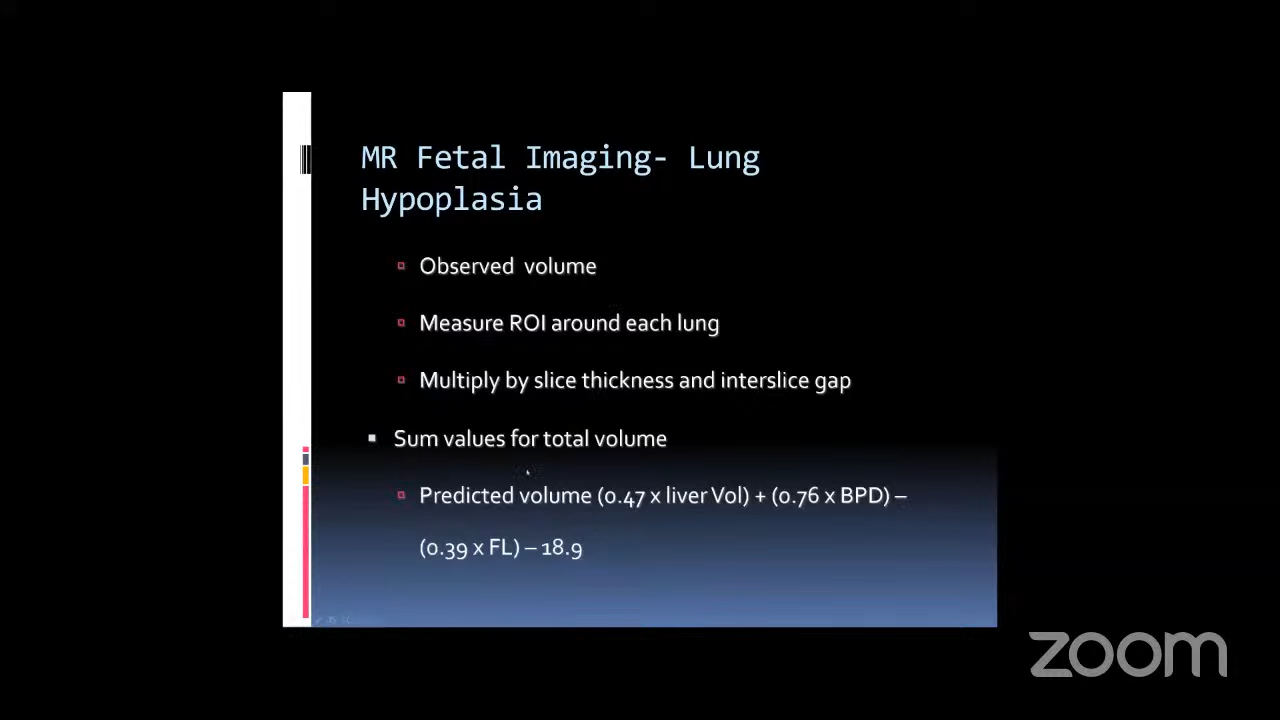 MR Fetal Imaging- Lung
Hypoplasia
Observed volume
Measure ROI around each lung
Multiply by slice thickness and interslice gap
Sum values for total volume
Predicted volume (0.47 x liver Vol) + (0.76 x BPD) –
(0.39 x FL) – 18.9
zoom